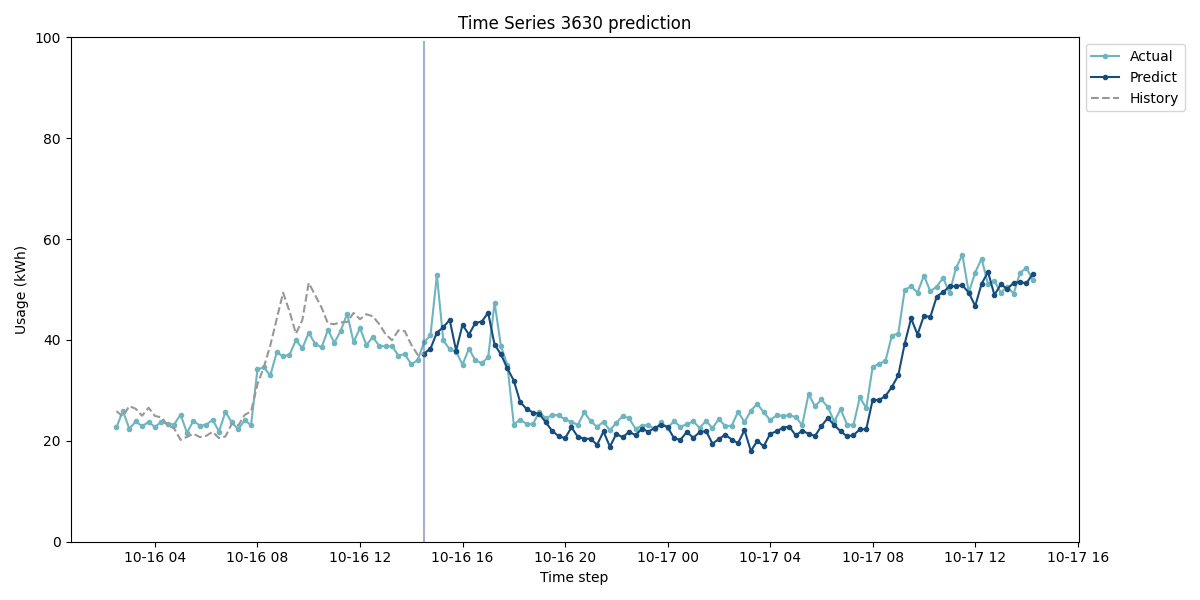 Time Series 3630 prediction
100
80
60
40
20
0
Usage (kWh)
10-16 04
10-16 08
10-16 12
10-16 16
10-16 20
10-17 00
10-17 04
10-17 08
10-17 12
10-17 16
Time step
Actual
Predict
History